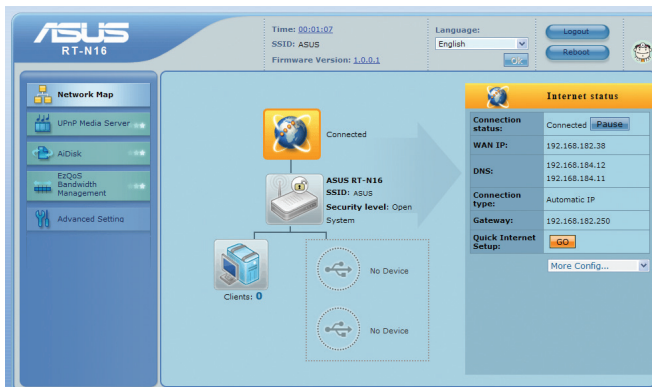 ASUS
RT-N16
Time: 00:01:07
SSID: ASUS
Firmware Version: 1.0.0.1
Language:
English
OK
Logout
Reboot
Network Map
UPnP Media Server
AiDisk
EzQoS
Bandwidth
Management
Advanced Setting
Connected
ASUS RT-N16
SSID: ASUS
Security level: Open
System
Clients: 0
No Device
No Device
Internet status
Connection
status:
Connected Pause
WAN IP:
192.168.182.38
DNS:
192.168.184.12
192.168.184.11
Connection
type:
Automatic IP
Gateway:
192.168.182.250
Quick Internet
Setup:
GO
More Config...